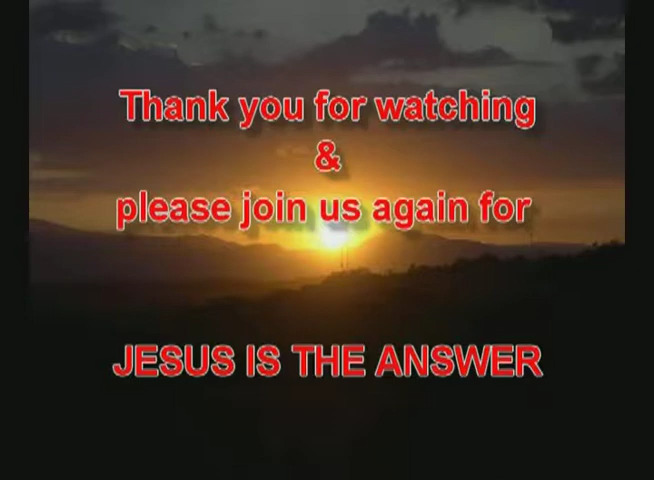 Thank you for watching
&
please join us again for
JESUS IS THE ANSWER